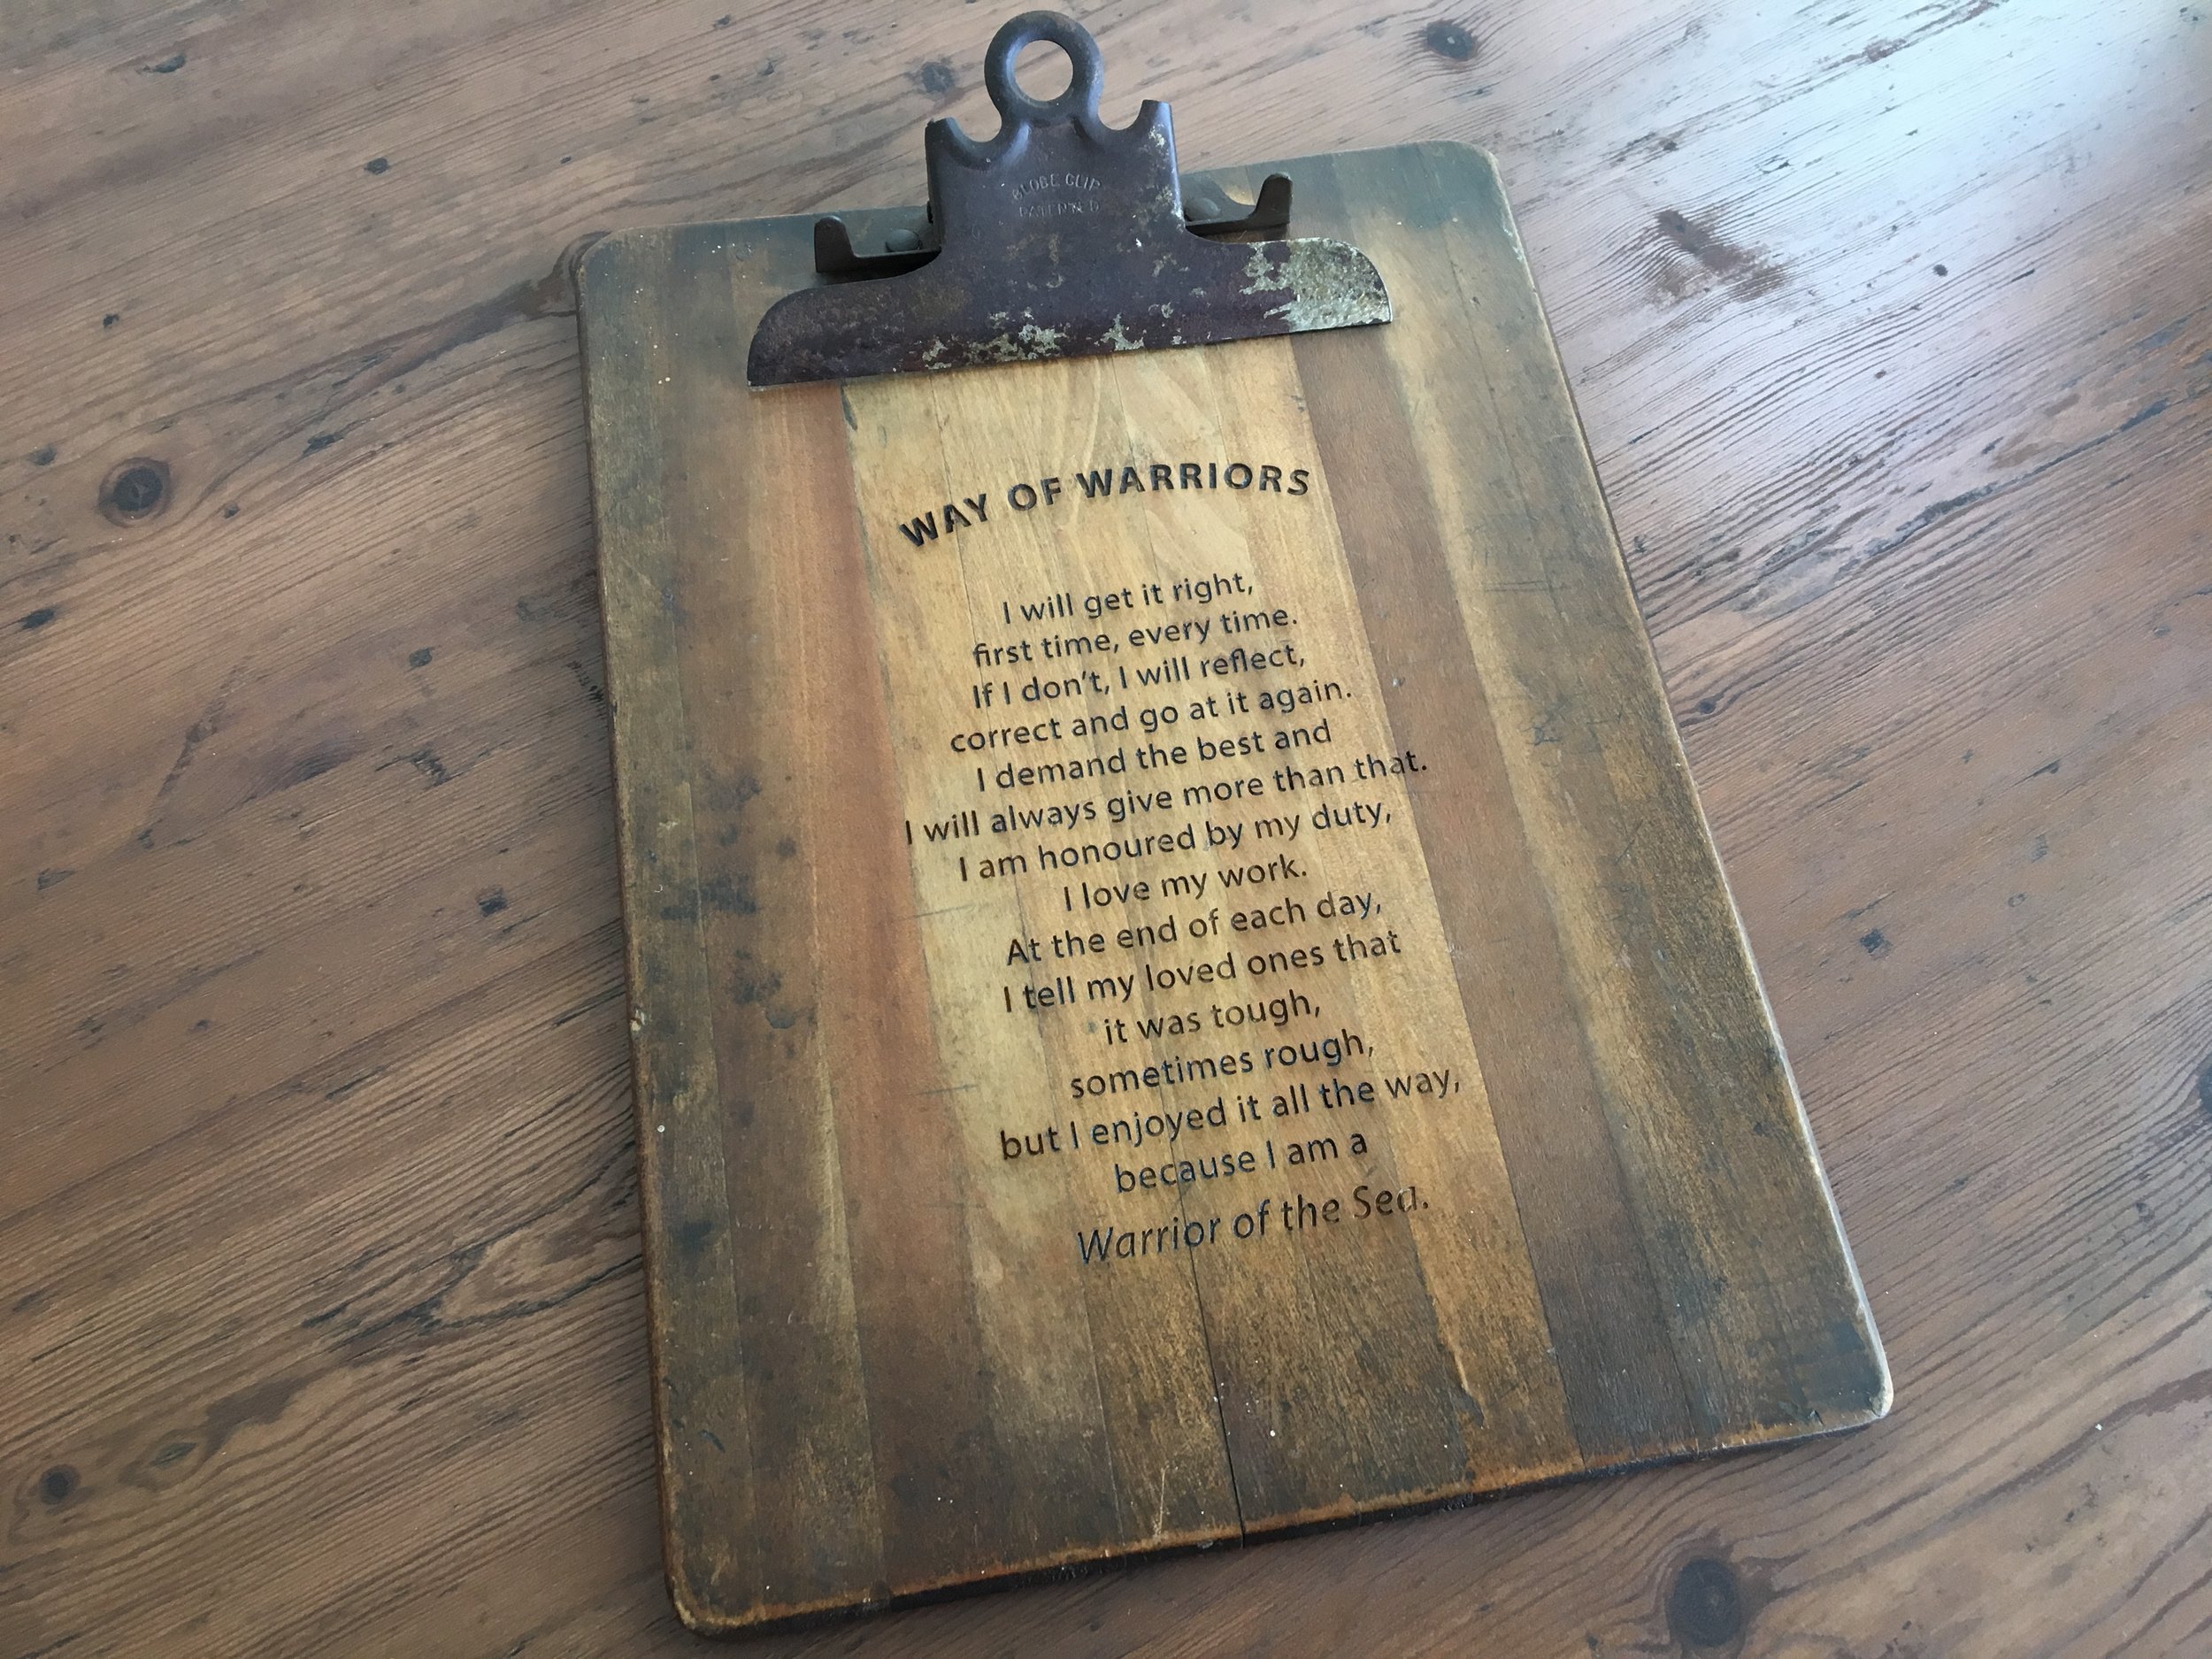 GLOBE CLIP
PATENTED
WAY OF WARRIORS
I will get it right,
first time, every time.
If I don't, I will reflect,
correct and go at it again.
I demand the best and
I will always give more than that.
I am honoured by my duty,
I love my work.
At the end of each day,
I tell my loved ones that
it was tough,
sometimes rough,
but I enjoyed it all the way,
because I am a
Warrior of the Sea.